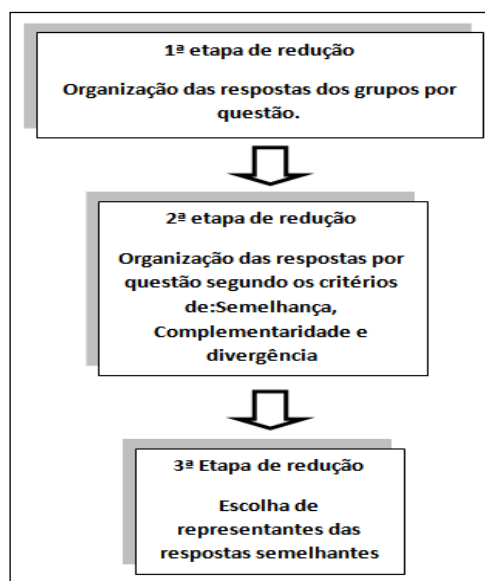 1ª etapa de redução
Organização das respostas dos grupos por
questão.
2ª etapa de redução
Organização das respostas por
questão segundo os critérios
de:Semelhança,
Complementaridade e
divergência
3ª Etapa de redução
Escolha de
representantes das
respostas semelhantes